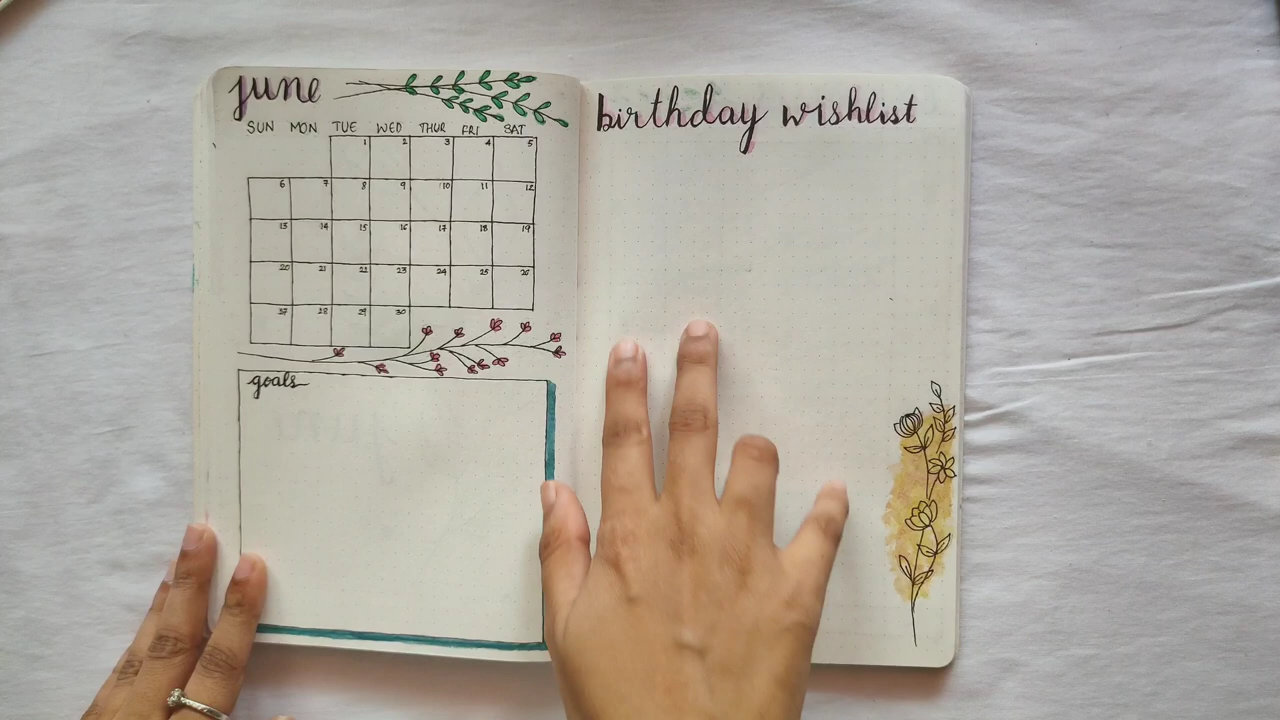 june
SUN MON TUE WED THUR FRI SAT
1 2 3 4 5
6 7 8 9 10 11 12
13 14 15 16 17 18 19
20 21 22 23 24 25 26
27 28 29 30
goals
birthday wishlist